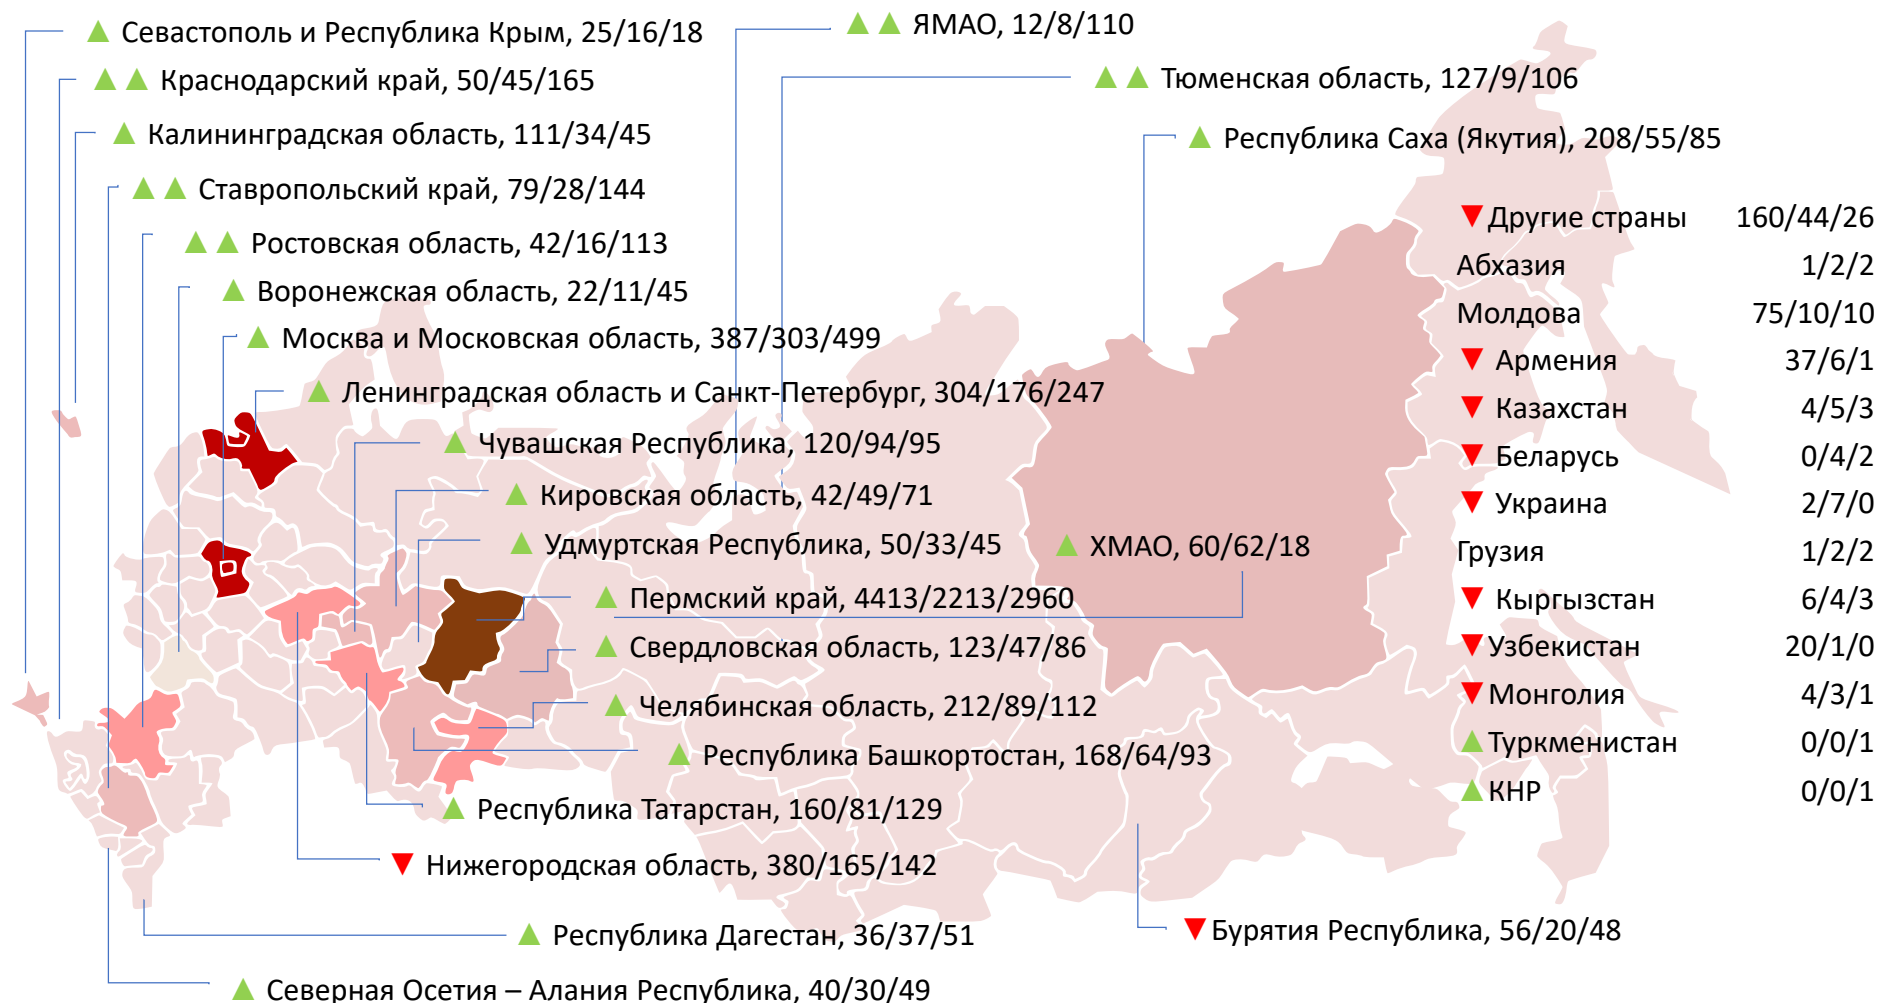 Севастополь и Республика Крым, 25/16/18
ЯМАО, 12/8/110
Краснодарский край, 50/45/165
Тюменская область, 127/9/106
Калининградская область, 111/34/45
Республика Саха (Якутия), 208/55/85
Ставропольский край, 79/28/144
Ростовская область, 42/16/113
Воронежская область, 22/11/45
Москва и Московская область, 387/303/499
Ленинградская область и Санкт-Петербург, 304/176/247
Чувашская Республика, 120/94/95
Кировская область, 42/49/71
Удмуртская Республика, 50/33/45
ХМАО, 60/62/18
Пермский край, 4413/2213/2960
Свердловская область, 123/47/86
Челябинская область, 212/89/112
Республика Башкортостан, 168/64/93
Республика Татарстан, 160/81/129
Нижегородская область, 380/165/142
Республика Дагестан, 36/37/51
Бурятия Республика, 56/20/48
Северная Осетия – Алания Республика, 40/30/49
Другие страны 160/44/26
Абхазия 1/2/2
Молдова 75/10/10
Армения 37/6/1
Казахстан 4/5/3
Беларусь 0/4/2
Украина 2/7/0
Грузия 1/2/2
Кыргызстан 6/4/3
Узбекистан 20/1/0
Монголия 4/3/1
Туркменистан 0/0/1
КНР 0/0/1